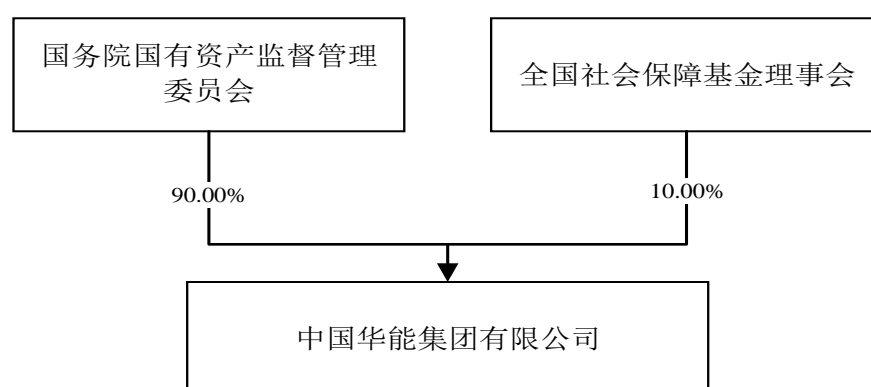 国务院国有资产监督管理
委员会
全国社会保障基金理事会
90.00%
10.00%
中国华能集团有限公司